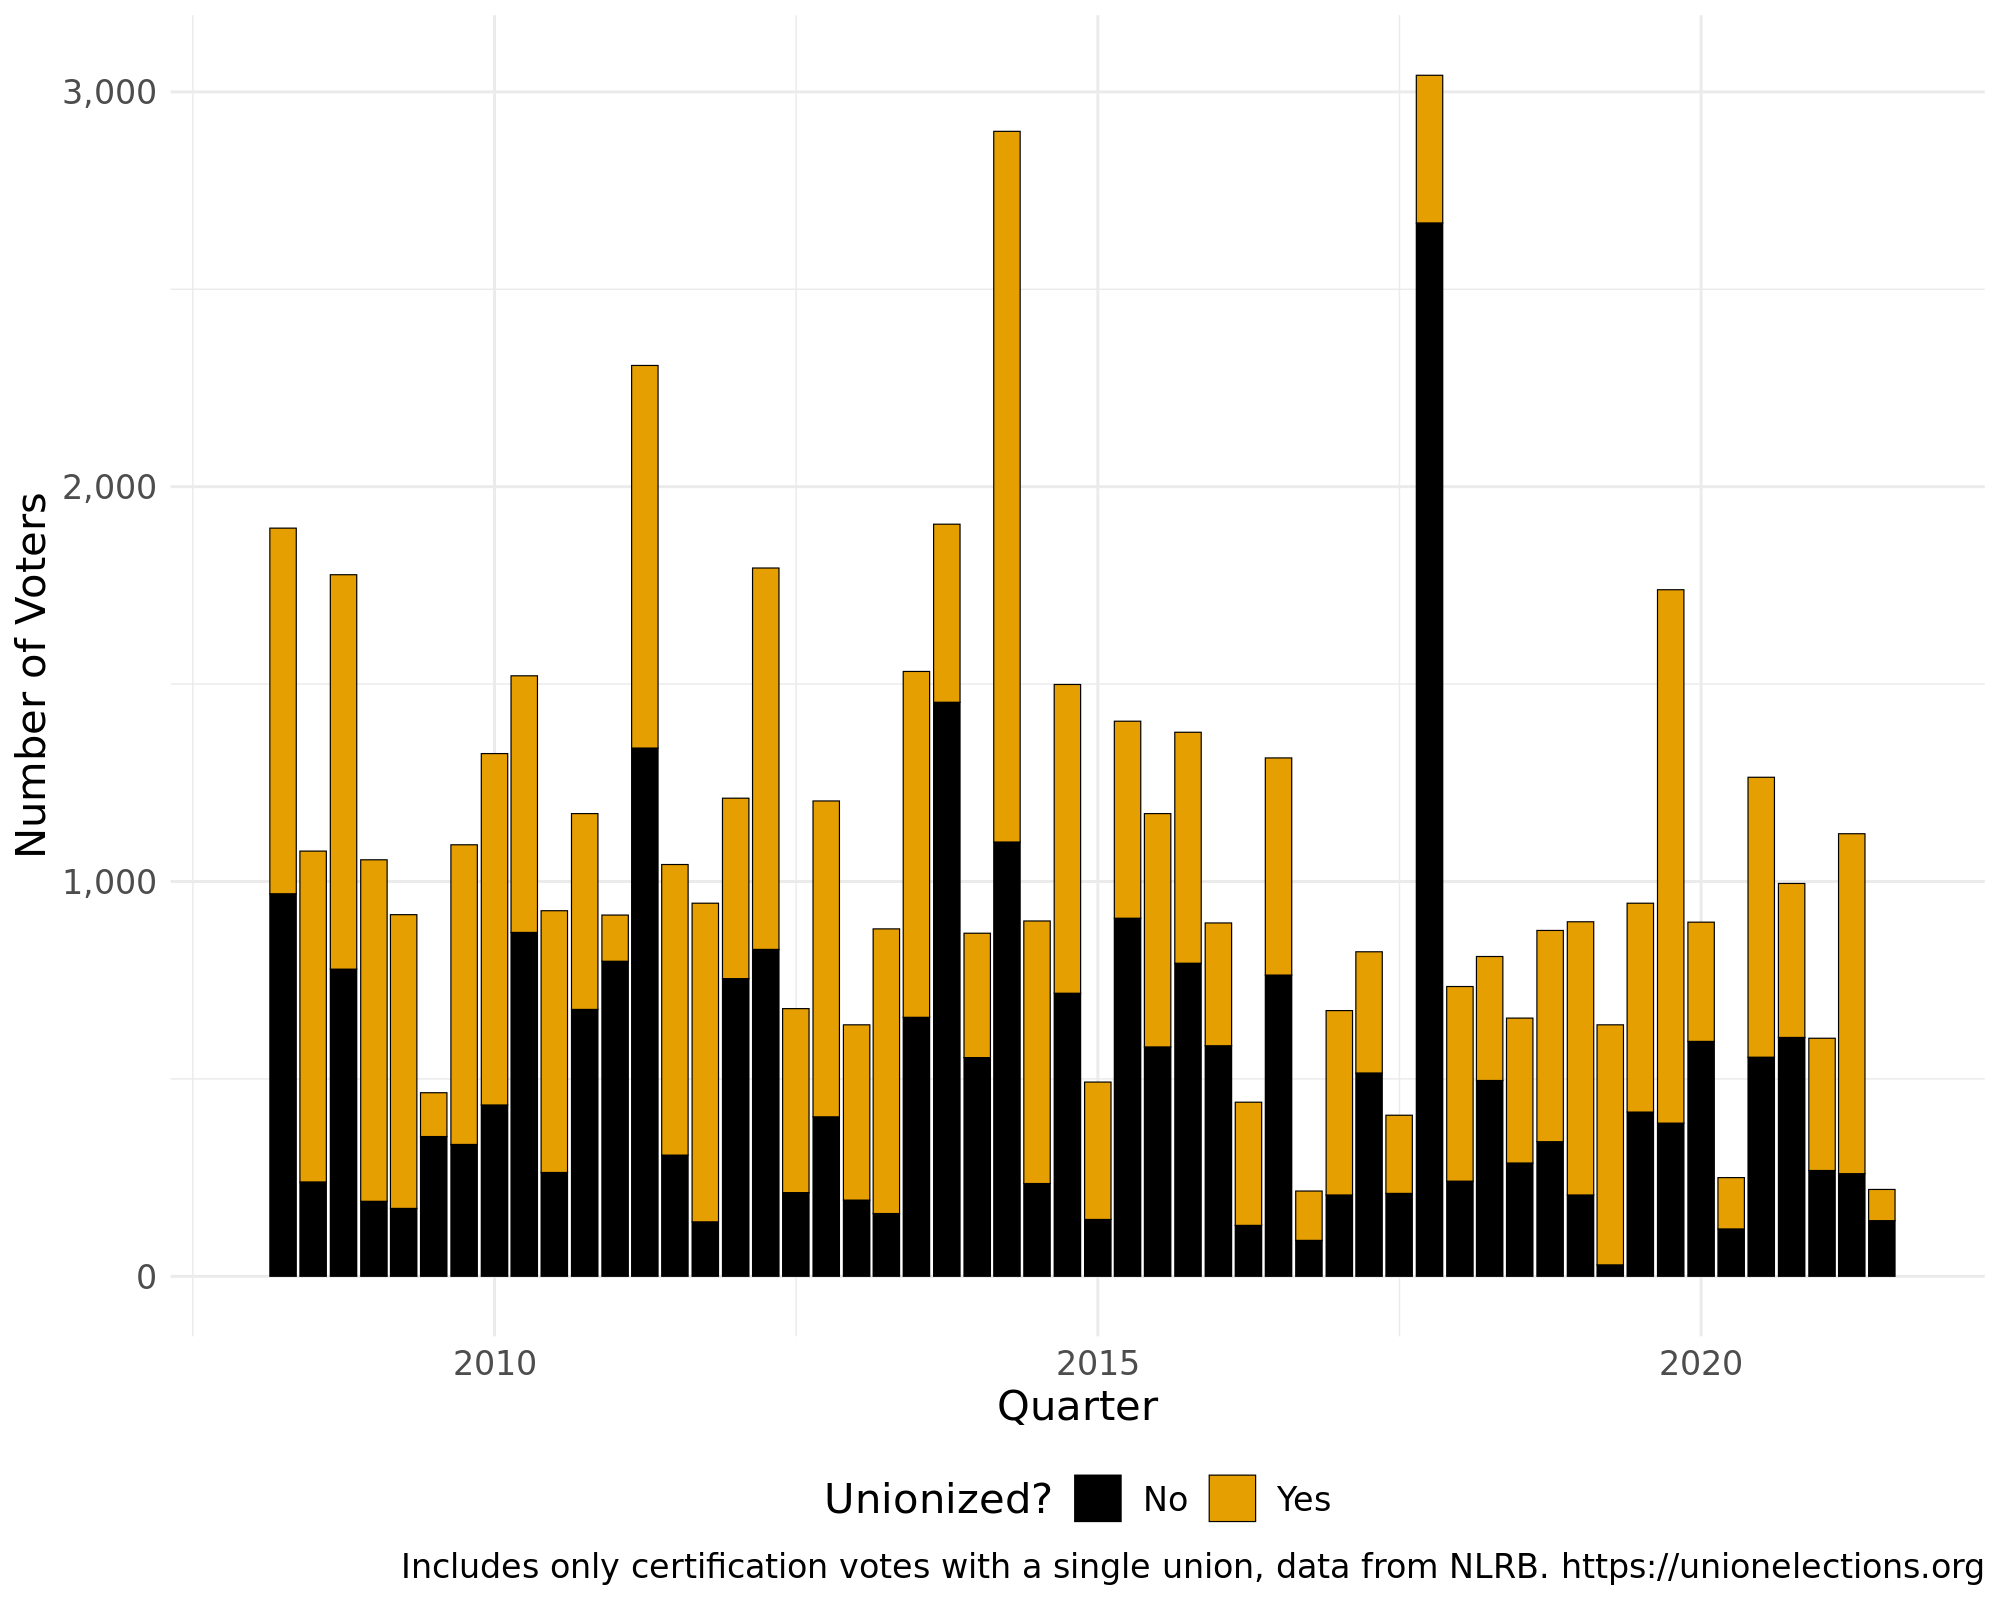 3,000
2,000
1,000
0
Number of Voters
2010 2015 2020
Quarter
Unionized? No Yes
Includes only certification votes with a single union, data from NLRB. https://unionelections.org